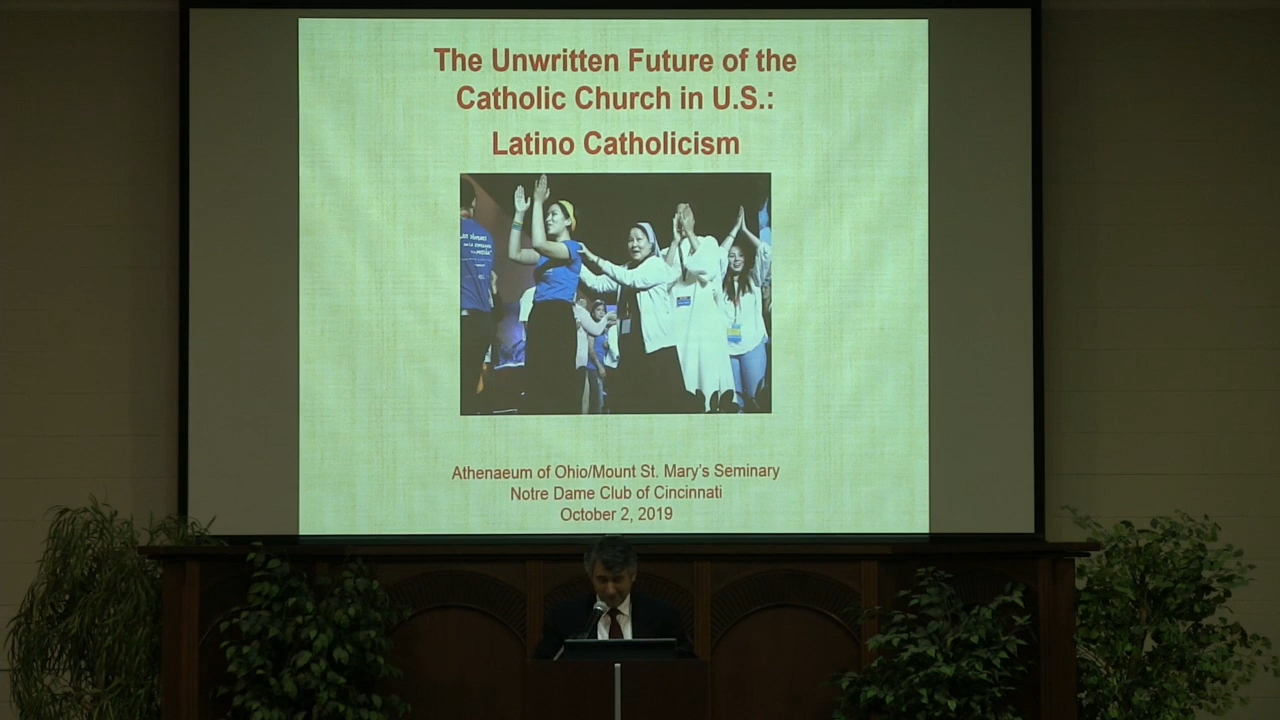 The Unwritten Future of the
Catholic Church in U.S.:
Latino Catholicism
Athenaeum of Ohio/Mount St. Mary's Seminary
Notre Dame Club of Cincinnati
October 2, 2019